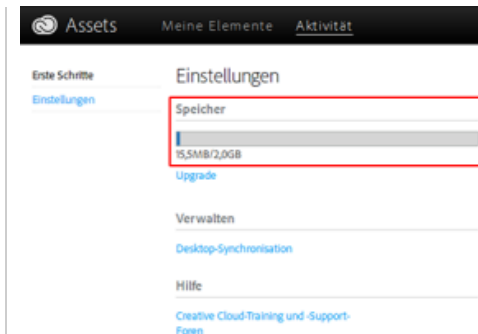 Assets Meine Elemente Aktivität
Erste Schritte
Einstellungen
Einstellungen
Speicher
15,5MB/2,0GB
Upgrade
Verwalten
Desktop-Synchronisation
Hilfe
Creative Cloud-Training und -Support-
Foren